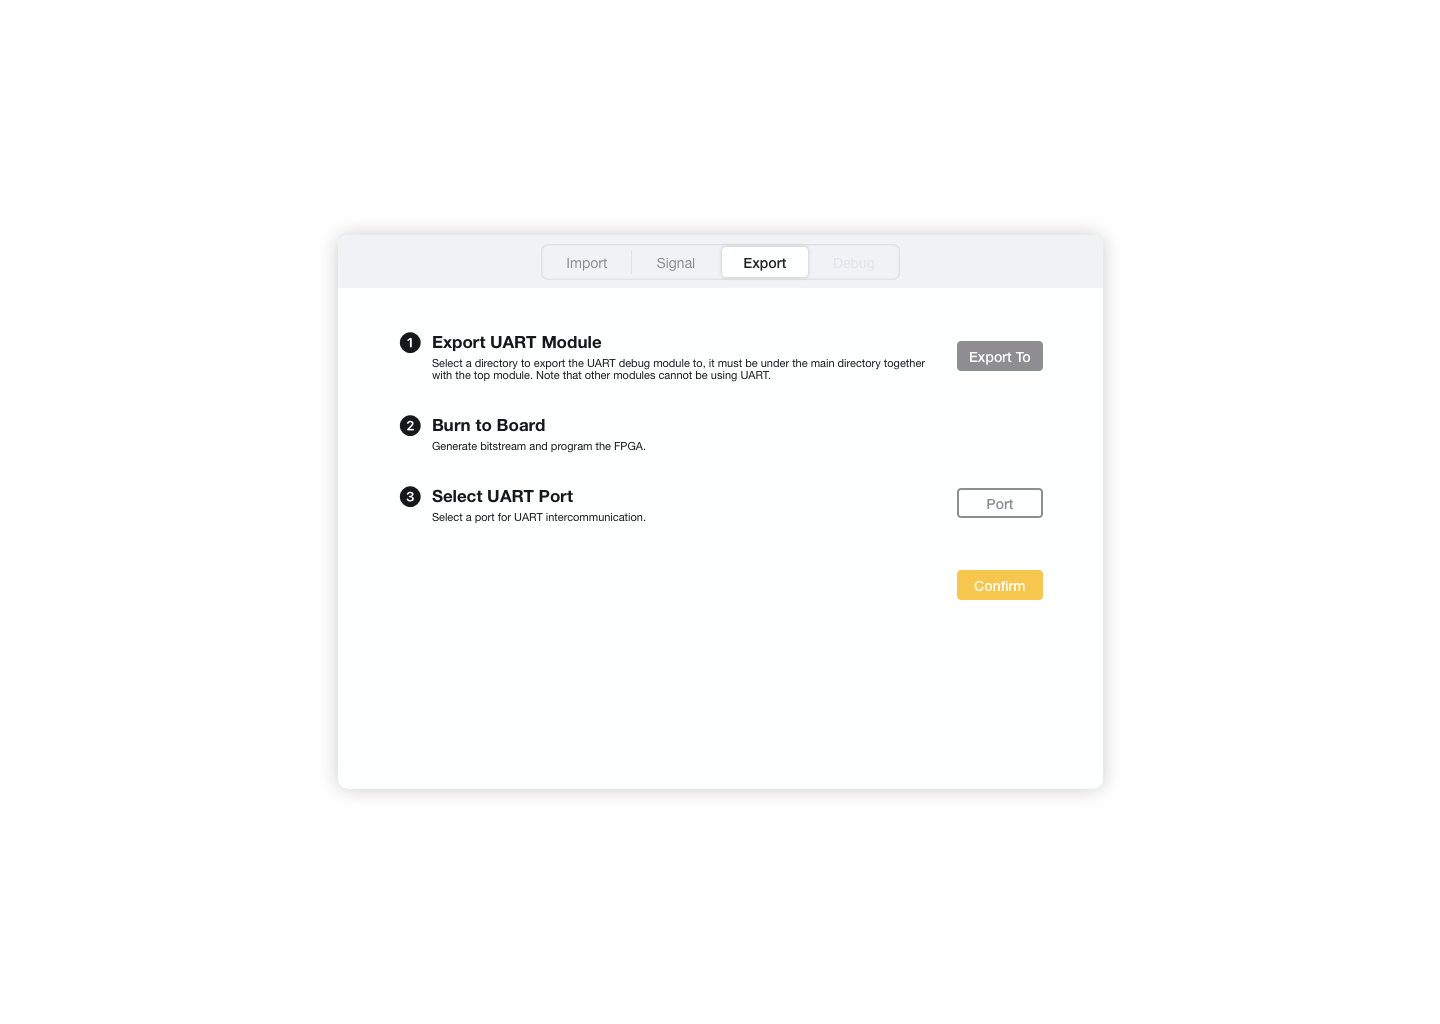 Import Signal Export Debug
1 Export UART Module
Select a directory to export the UART debug module to, it must be under the main directory together
with the top module. Note that other modules cannot be using UART.
Export To
2 Burn to Board
Generate bitstream and program the FPGA.
3 Select UART Port
Select a port for UART intercommunication.
Port
Confirm